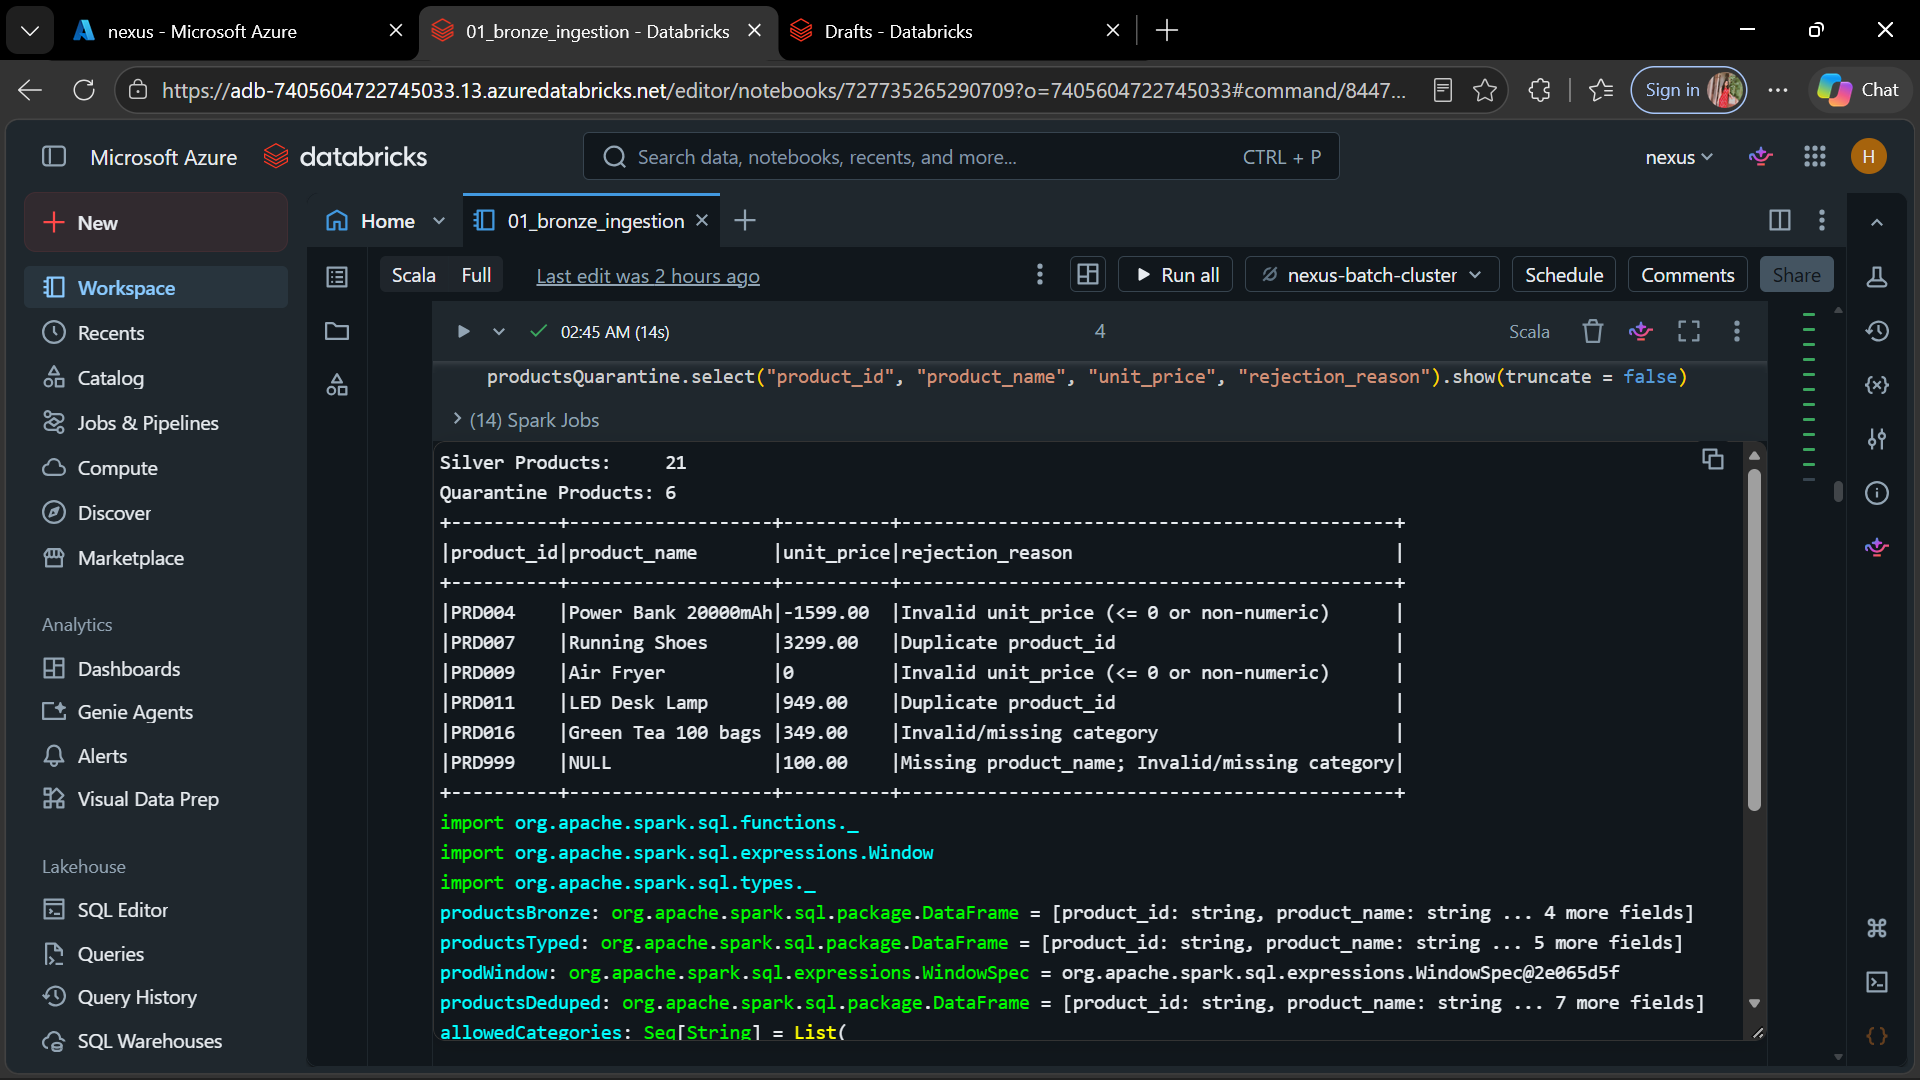 nexus - Microsoft Azure
01_bronze_ingestion - Databricks
Drafts - Databricks
https://adb-7405604722745033.13.azuredatabricks.net/editor/notebooks/727735265290709?o=7405604722745033#command/8447...
Sign in
Chat
Microsoft Azure
databricks
Search data, notebooks, recents, and more...
CTRL + P
nexus
H
New
Home
01_bronze_ingestion
Workspace
Scala
Full
Last edit was 2 hours ago
Run all
nexus-batch-cluster
Schedule
Comments
Share
Recents
Catalog
Jobs & Pipelines
Compute
Discover
Marketplace
Analytics
Dashboards
Genie Agents
Alerts
Visual Data Prep
Lakehouse
SQL Editor
Queries
Query History
SQL Warehouses
02:45 AM (14s)
4
Scala
productsQuarantine.select("product_id", "product_name", "unit_price", "rejection_reason").show(truncate = false)
(14) Spark Jobs
Silver Products:     21
Quarantine Products: 6
+----------+-------------------+----------+----------------------------------------------+
|product_id|product_name       |unit_price|rejection_reason                              |
+----------+-------------------+----------+----------------------------------------------+
|PRD004    |Power Bank 20000mAh|-1599.00  |Invalid unit_price (<= 0 or non-numeric)      |
|PRD007    |Running Shoes      |3299.00   |Duplicate product_id                          |
|PRD009    |Air Fryer          |0         |Invalid unit_price (<= 0 or non-numeric)      |
|PRD011    |LED Desk Lamp      |949.00    |Duplicate product_id                          |
|PRD016    |Green Tea 100 bags |349.00    |Invalid/missing category                      |
|PRD999    |NULL               |100.00    |Missing product_name; Invalid/missing category|
+----------+-------------------+----------+----------------------------------------------+
import org.apache.spark.sql.functions._
import org.apache.spark.sql.expressions.Window
import org.apache.spark.sql.types._
productsBronze: org.apache.spark.sql.package.DataFrame = [product_id: string, product_name: string ... 4 more fields]
productsTyped: org.apache.spark.sql.package.DataFrame = [product_id: string, product_name: string ... 5 more fields]
prodWindow: org.apache.spark.sql.expressions.WindowSpec = org.apache.spark.sql.expressions.WindowSpec@2e065d5f
productsDeduped: org.apache.spark.sql.package.DataFrame = [product_id: string, product_name: string ... 7 more fields]
allowedCategories: Seq[String] = List(